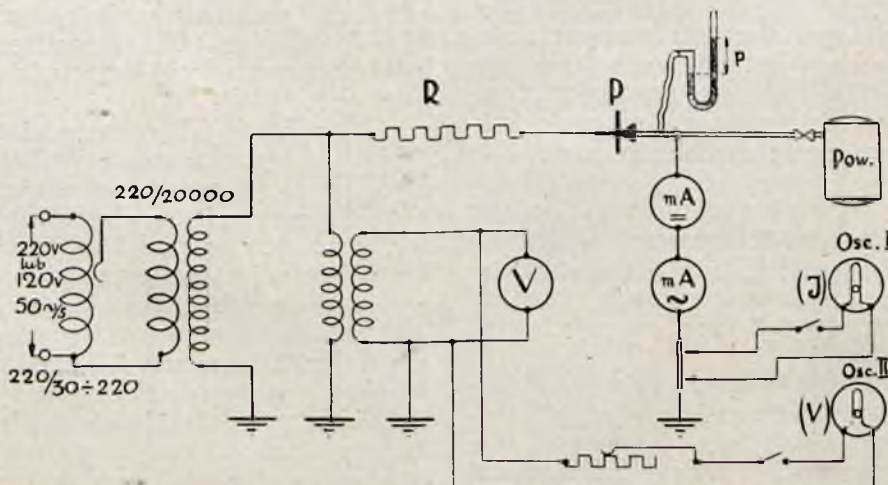 R
P
p
Pow.
220/20000
mA
=
220V
lub
120V
50~/s
V
mA
~
Osc. I
(J)
220/30÷220
Osc. II
(V)